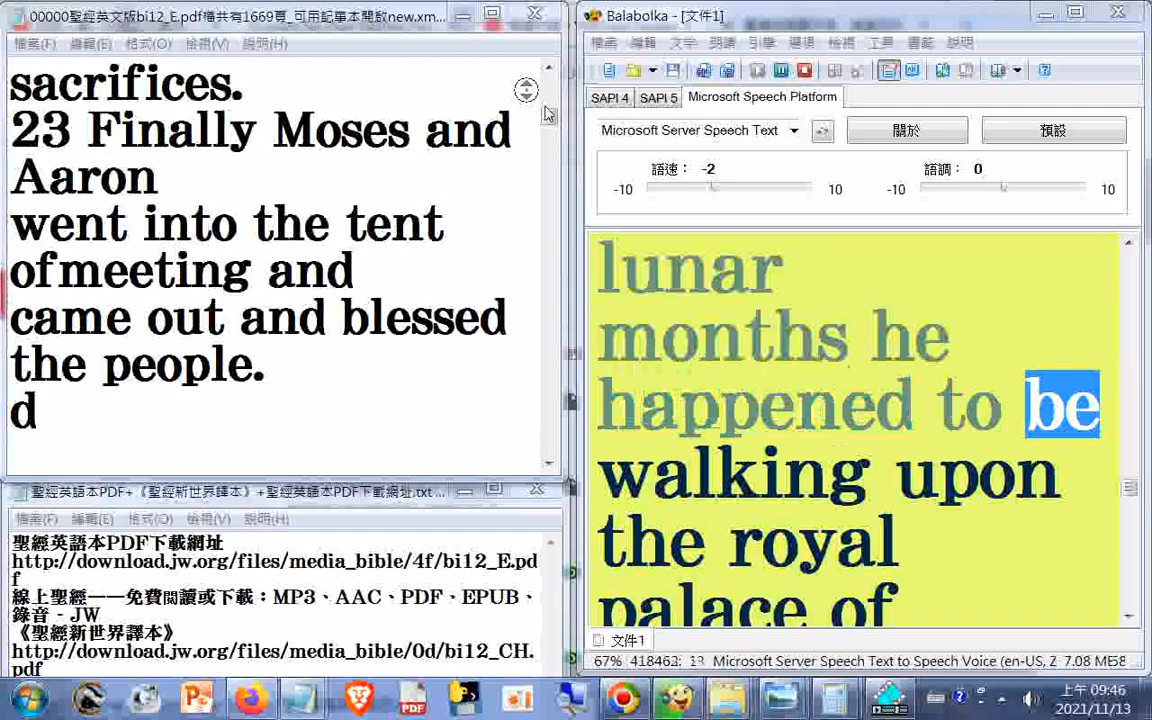 00000聖經英文版bi12_E.pdf檔共有1669頁_可用記事本開啟new.xm...
檔案(F) 編輯(E) 格式(O) 檢視(V) 說明(H)
sacrifices.
23 Finally Moses and
Aaron
went into the tent
ofmeeting and
came out and blessed
the people.
d
聖經英語本PDF+《聖經新世界譯本》+聖經英語本PDF下載網址.txt ...
檔案(F) 編輯(E) 格式(O) 檢視(V) 說明(H)
聖經英語本PDF下載網址
http://download.jw.org/files/media_bible/4f/bi12_E.pd
f
線上聖經——免費閱讀或下載：MP3、AAC、PDF、EPUB、
錄音 - JW
《聖經新世界譯本》
http://download.jw.org/files/media_bible/0d/bi12_CH.
pdf
Balabolka - [文件1]
檔案 編輯 文字 朗讀 引擎 選項 檢視 工具 書籤 說明
SAPI 4 SAPI 5 Microsoft Speech Platform
Microsoft Server Speech Text 關於 預設
語速： -2 語調： 0
-10 10 -10 10
lunar
months he
happened to be
walking upon
the royal
palace of
文件1
67% 418462: 13 Microsoft Server Speech Text to Speech Voice (en-US, Z 7.08 MB
上午 09:46
2021/11/13